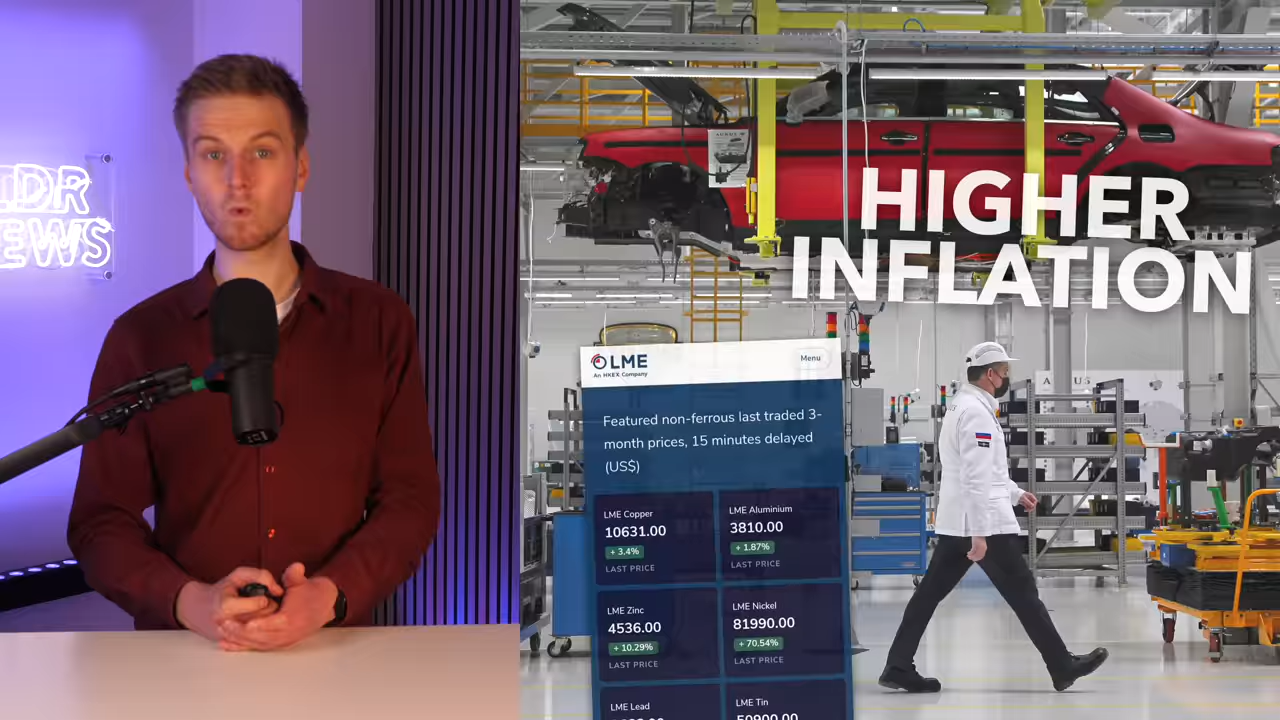 HIGHER
INFLATION
LME
An HKEX Company
Menu
Featured non-ferrous last traded 3-
month prices, 15 minutes delayed
(US$)
LME Copper
10631.00
+ 3.4%
LAST PRICE
LME Aluminium
3810.00
+ 1.87%
LAST PRICE
LME Zinc
4536.00
+ 10.29%
LAST PRICE
LME Nickel
81990.00
+ 70.54%
LAST PRICE
LME Lead
LME Tin
50900.00